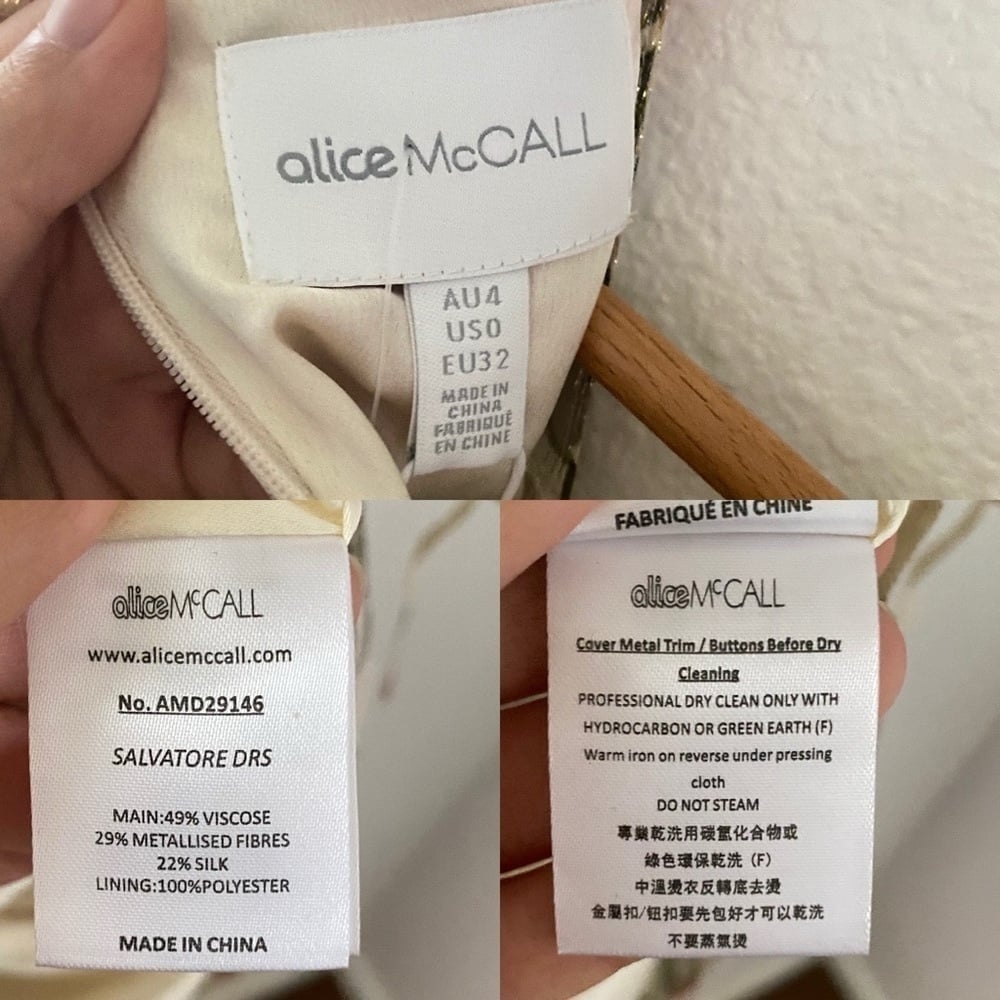 alice McCALL
AU4
US0
EU32
MADE IN
CHINA
FABRIQUÉ
EN CHINE
alice McCALL
www.alicemccall.com
No. AMD29146
SALVATORE DRS
MAIN:49% VISCOSE
29% METALLISED FIBRES
22% SILK
LINING:100%POLYESTER
MADE IN CHINA
FABRIQUÉ EN CHINE
alice McCALL
Cover Metal Trim / Buttons Before Dry
Cleaning
PROFESSIONAL DRY CLEAN ONLY WITH
HYDROCARBON OR GREEN EARTH (F)
Warm iron on reverse under pressing
cloth
DO NOT STEAM
專業乾洗用碳氫化合物或
綠色環保乾洗 (F)
中溫燙衣反轉底去燙
金屬扣/鈕扣要先包好才可以乾洗
不要蒸氣燙